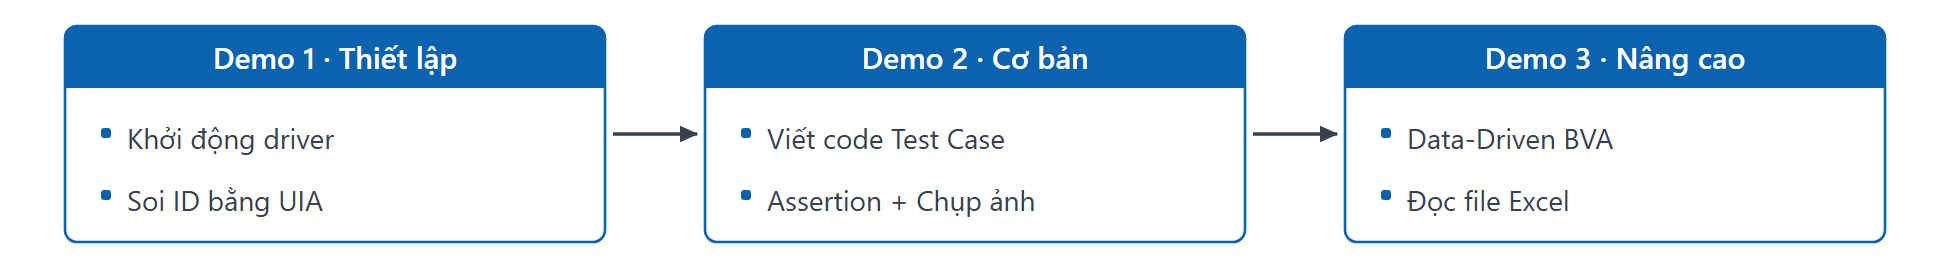 Demo 1 · Thiết lập
Khởi động driver
Soi ID bằng UIA
Demo 2 · Cơ bản
Viết code Test Case
Assertion + Chụp ảnh
Demo 3 · Nâng cao
Data-Driven BVA
Đọc file Excel